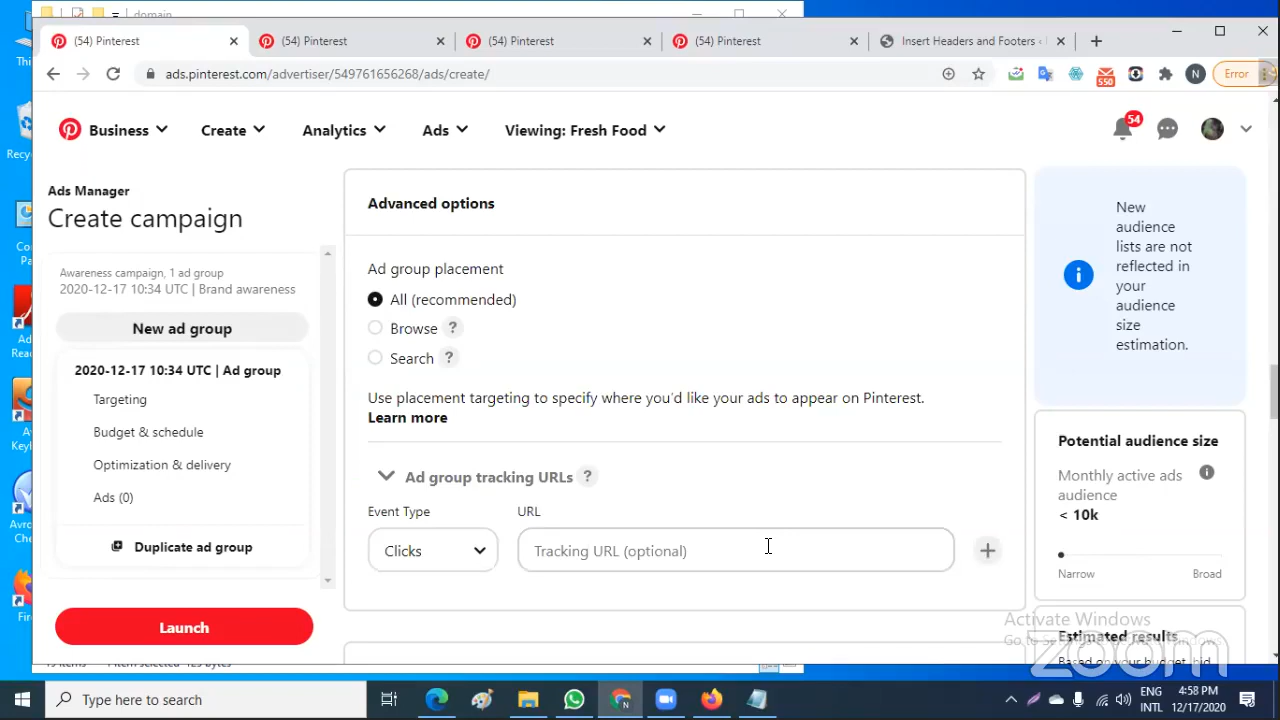 domain
(54) Pinterest
(54) Pinterest
(54) Pinterest
(54) Pinterest
Insert Headers and Footers ‹
ads.pinterest.com/advertiser/549761656268/ads/create/
550
N
Error
Business
Create
Analytics
Ads
Viewing: Fresh Food
54
Ads Manager
Create campaign
Awareness campaign, 1 ad group
2020-12-17 10:34 UTC | Brand awareness
New ad group
2020-12-17 10:34 UTC | Ad group
Targeting
Budget & schedule
Optimization & delivery
Ads (0)
Duplicate ad group
Launch
Advanced options
Ad group placement
All (recommended)
Browse ?
Search ?
Use placement targeting to specify where you'd like your ads to appear on Pinterest.
Learn more
Ad group tracking URLs ?
Event Type
URL
Clicks
Tracking URL (optional)
New
audience
lists are not
reflected in
your
audience
size
estimation.
Potential audience size
Monthly active ads
audience
< 10k
Narrow
Broad
Estimated results
Activate Windows
zoom
Type here to search
ENG
INTL
4:58 PM
12/17/2020